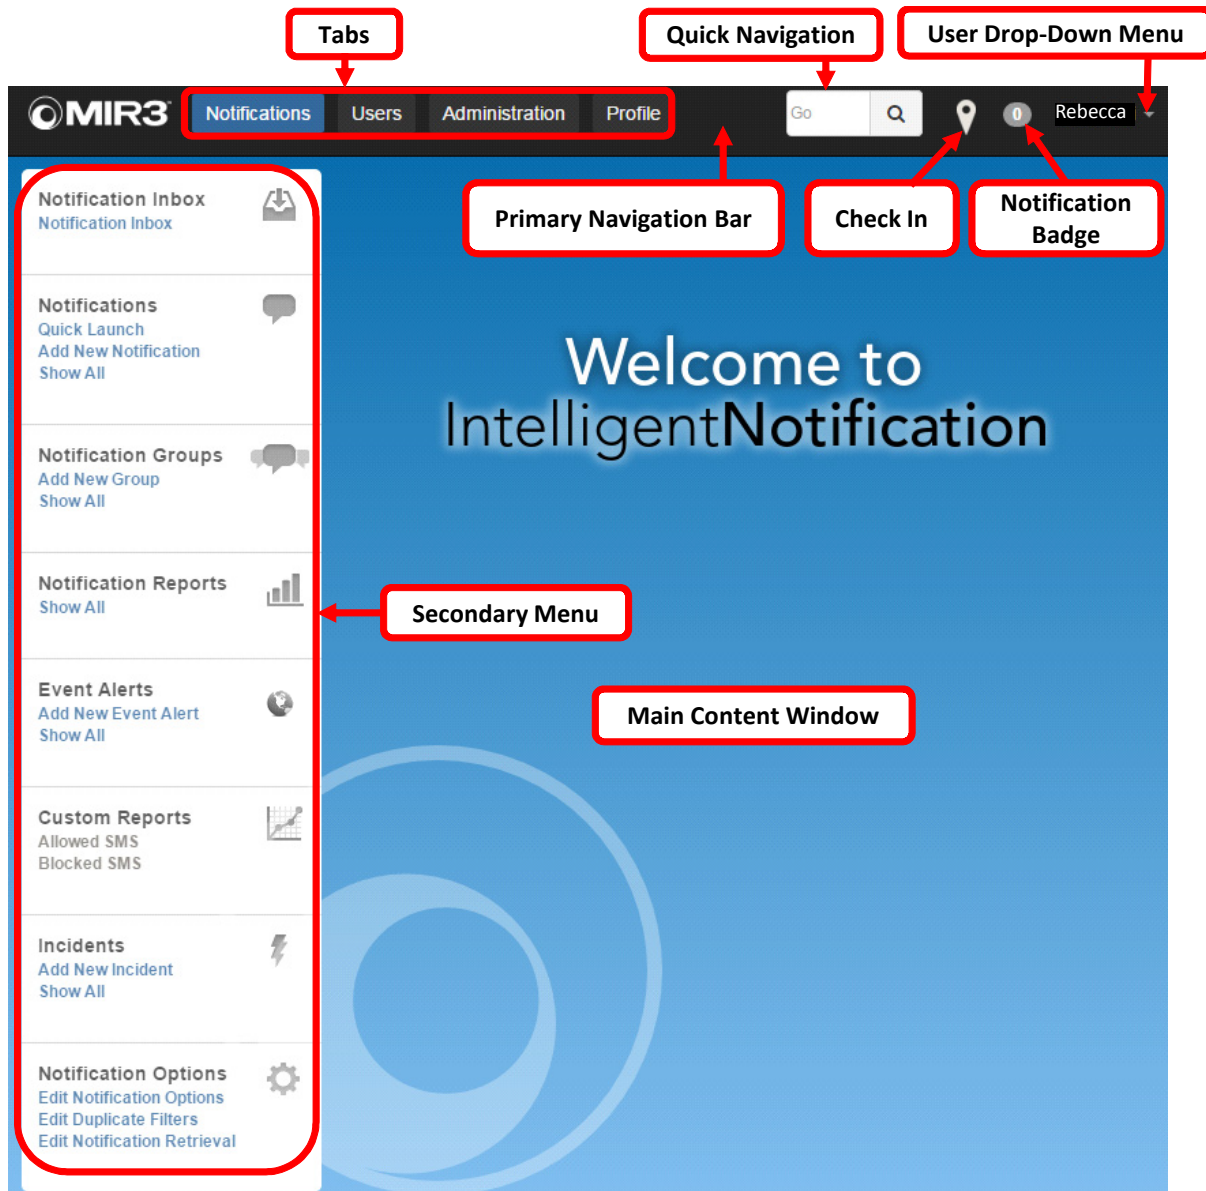 Tabs
Quick Navigation
User Drop-Down Menu
MIR3™
Notifications
Users
Administration
Profile
Go
0
Rebecca
Primary Navigation Bar
Check In
Notification
Badge
Notification Inbox
Notification Inbox
Notifications
Quick Launch
Add New Notification
Show All
Welcome to
IntelligentNotification
Notification Groups
Add New Group
Show All
Notification Reports
Show All
Secondary Menu
Event Alerts
Add New Event Alert
Show All
Main Content Window
Custom Reports
Allowed SMS
Blocked SMS
Incidents
Add New Incident
Show All
Notification Options
Edit Notification Options
Edit Duplicate Filters
Edit Notification Retrieval